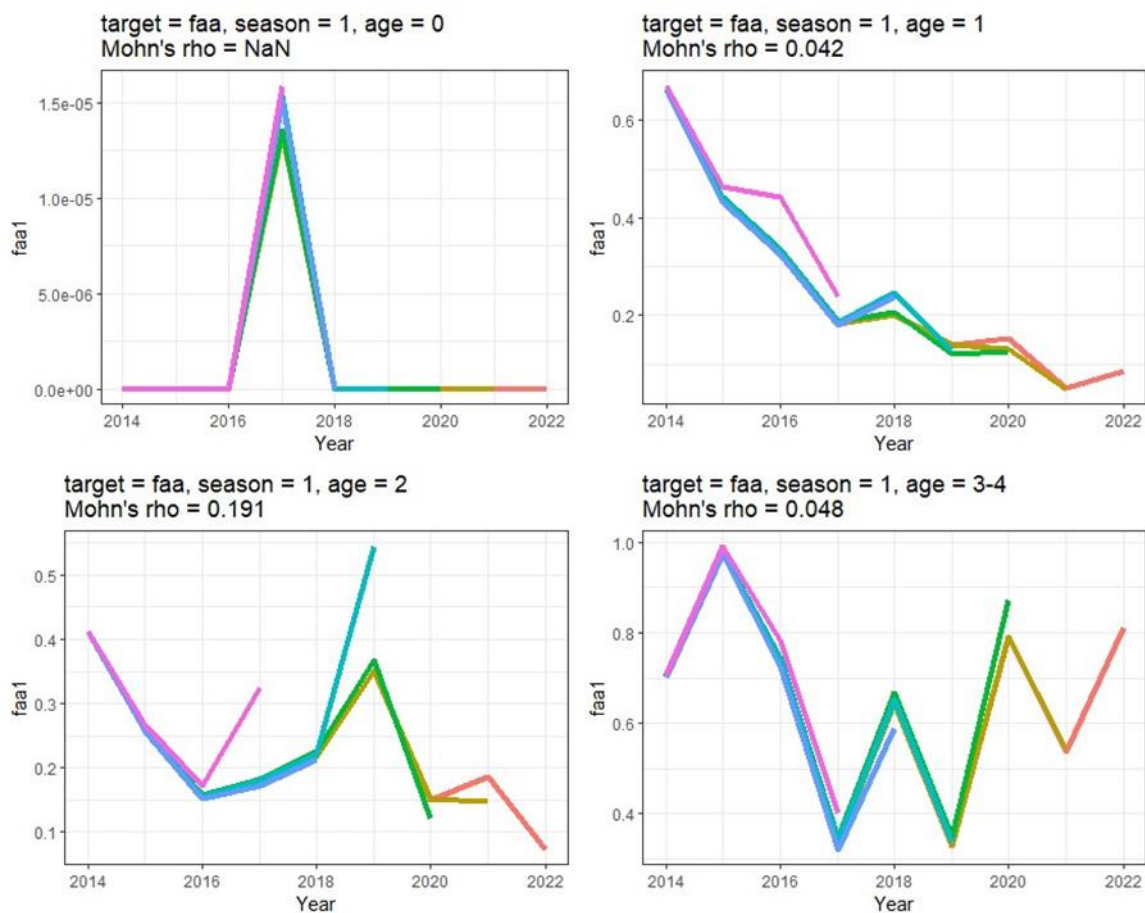 target = faa, season = 1, age = 0
Mohn's rho = NaN
faa1
1.5e-05
1.0e-05
5.0e-06
0.0e+00
2014
2016
2018
2020
2022
Year
target = faa, season = 1, age = 1
Mohn's rho = 0.042
faa1
0.6
0.4
0.2
2014
2016
2018
2020
2022
Year
target = faa, season = 1, age = 2
Mohn's rho = 0.191
faa1
0.5
0.4
0.3
0.2
0.1
2014
2016
2018
2020
2022
Year
target = faa, season = 1, age = 3-4
Mohn's rho = 0.048
faa1
1.0
0.8
0.6
0.4
2014
2016
2018
2020
2022
Year